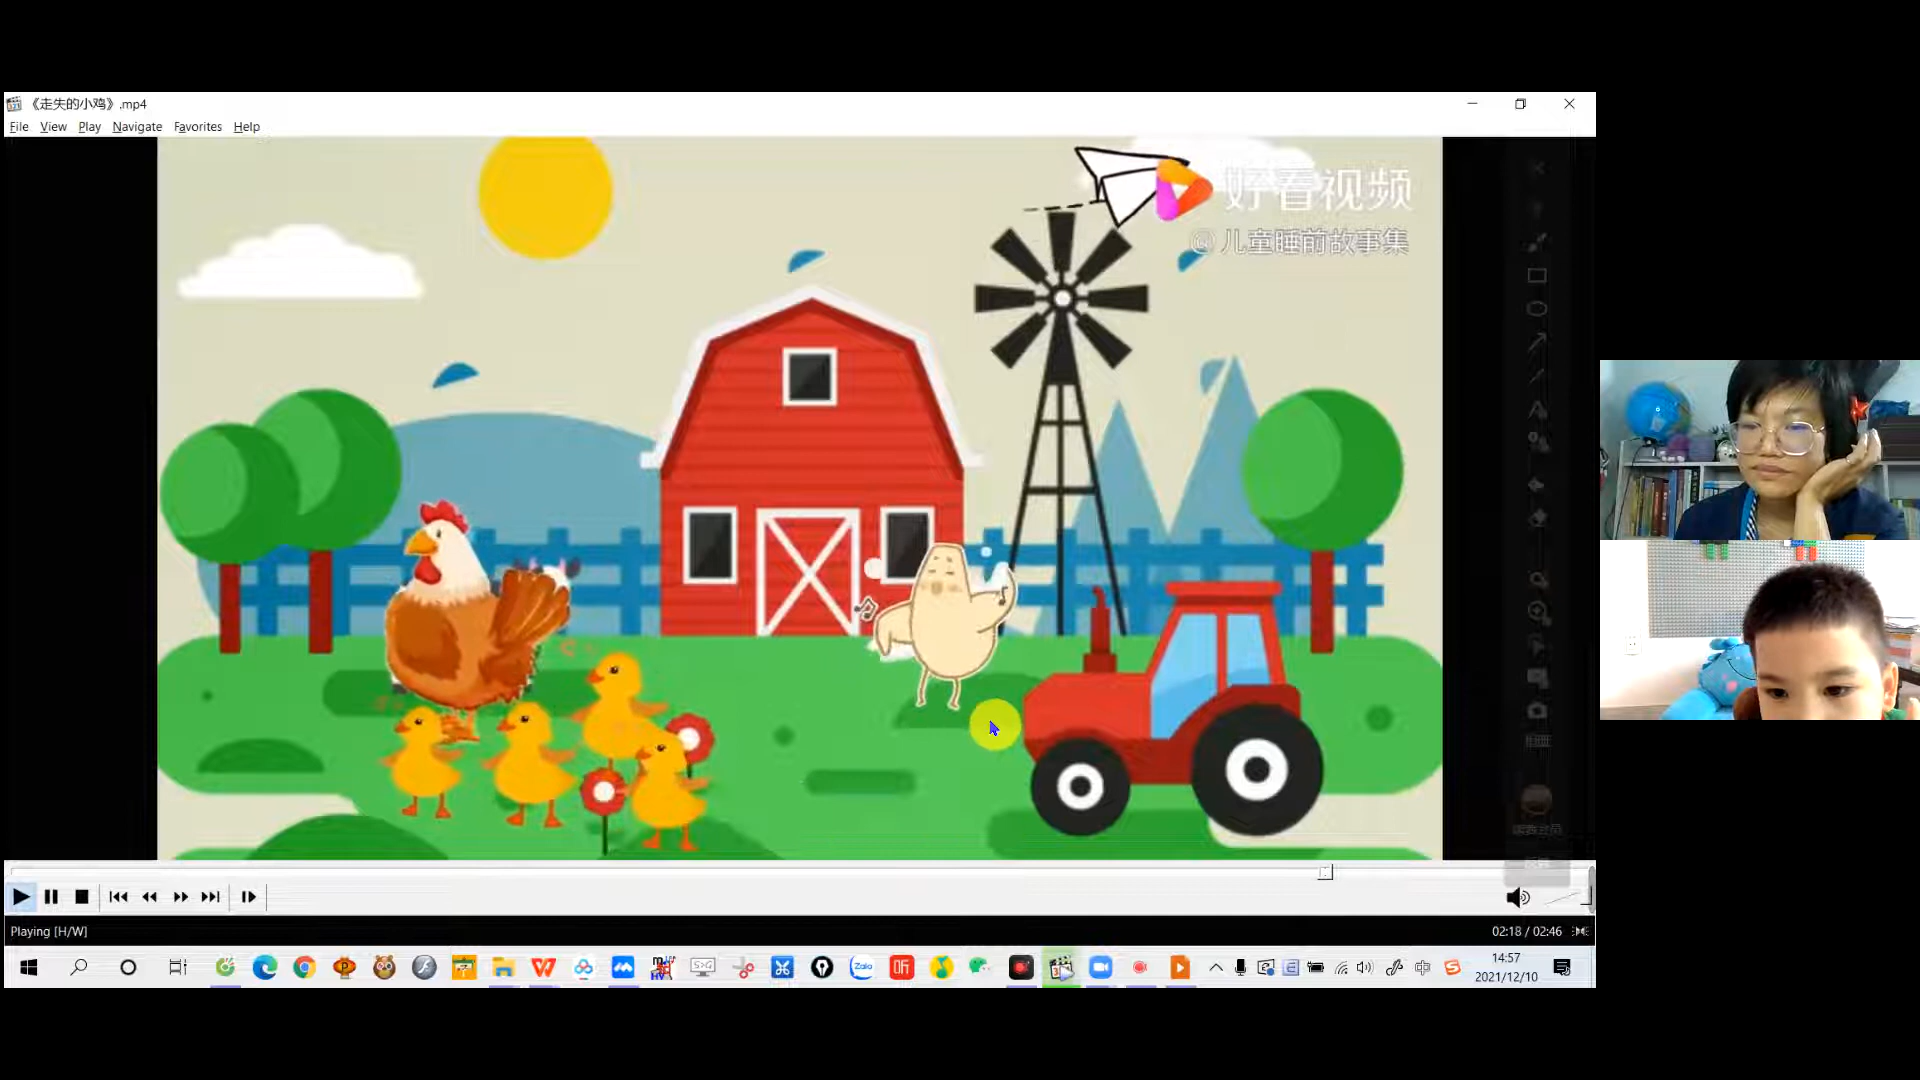 《走失的小鸡》.mp4
File View Play Navigate Favorites Help
好看视频
@儿童睡前故事集
Playing [H/W]
02:18 / 02:46
S>G
Zalo
14:57
2021/12/10